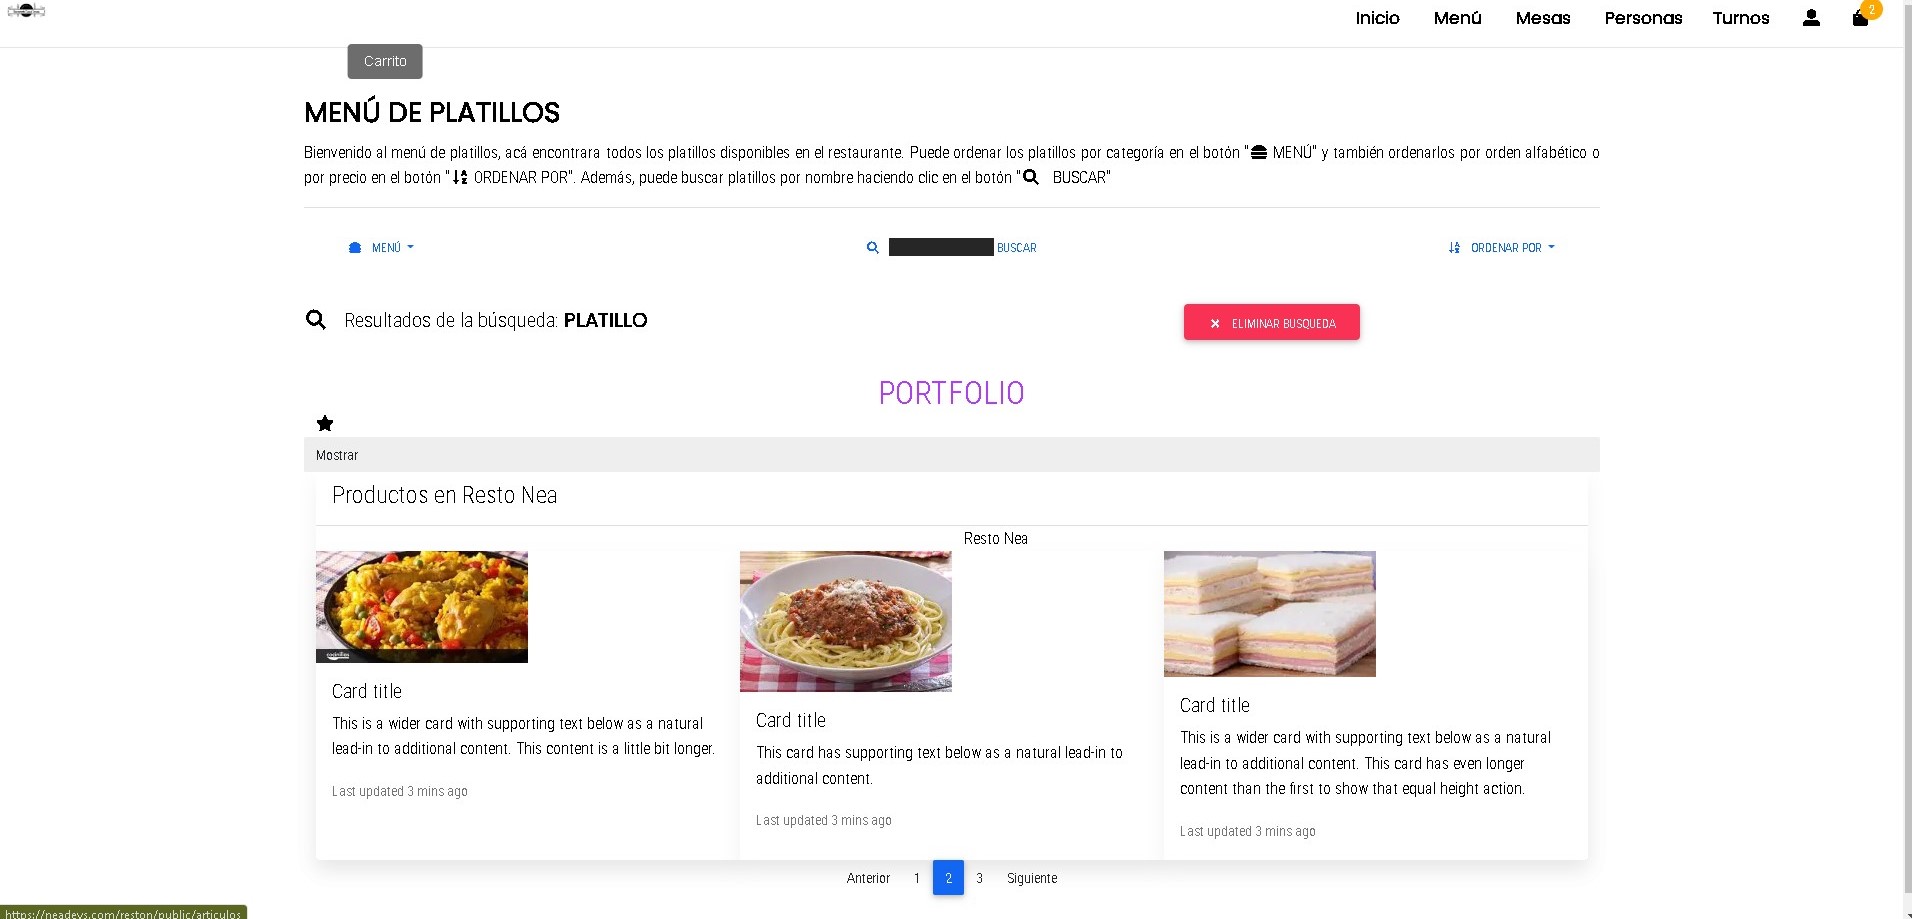 Inicio Menú Mesas Personas Turnos 2
Carrito
MENÚ DE PLATILLOS
Bienvenido al menú de platillos, acá encontrara todos los platillos disponibles en el restaurante. Puede ordenar los platillos por categoría en el botón " MENÚ" y también ordenarlos por orden alfabético o
por precio en el botón " ORDENAR POR". Además, puede buscar platillos por nombre haciendo clic en el botón " BUSCAR"
MENÚ BUSCAR ORDENAR POR
Resultados de la búsqueda: PLATILLO
ELIMINAR BUSQUEDA
PORTFOLIO
Mostrar
Productos en Resto Nea
Resto Nea
Card title
This is a wider card with supporting text below as a natural
lead-in to additional content. This content is a little bit longer.
Last updated 3 mins ago
Card title
This card has supporting text below as a natural lead-in to
additional content.
Last updated 3 mins ago
Card title
This is a wider card with supporting text below as a natural
lead-in to additional content. This card has even longer
content than the first to show that equal height action.
Last updated 3 mins ago
Anterior 1 2 3 Siguiente
https://neadevs.com/reston/public/articulos